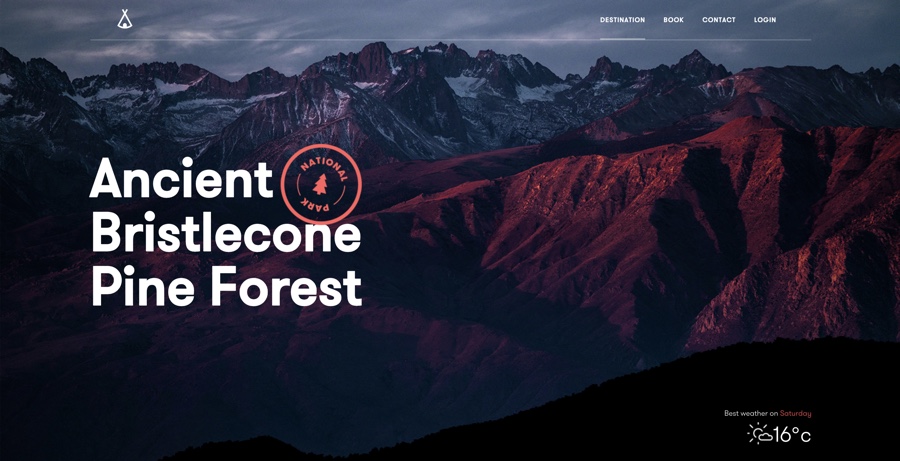 DESTINATION
BOOK
CONTACT
LOGIN
Ancient
NATIONAL
PARK
Bristlecone
Pine Forest
Best weather on Saturday
16°c